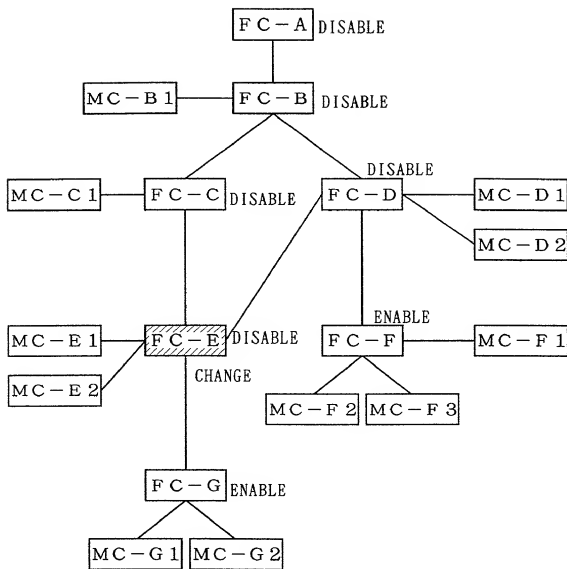 FC-A DISABLE
MC-B1 FC-B DISABLE
DISABLE
MC-C1 FC-C DISABLE FC-D MC-D1
MC-D2
ENABLE
MC-E1 FC-E DISABLE FC-F MC-F1
CHANGE
MC-E2
MC-F2 MC-F3
FC-G ENABLE
MC-G1 MC-G2